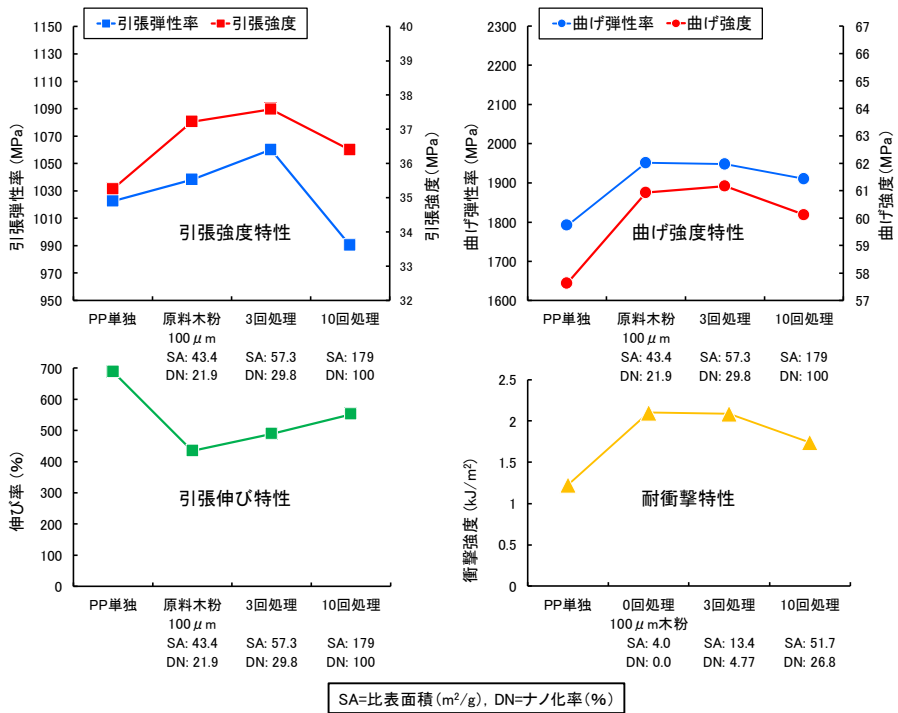 引張弾性率 引張強度
1150
1130
1110
1090
1070
1050
1030
1010
990
970
950
引張弾性率 (MPa)
40
39
38
37
36
35
34
33
32
引張強度 (MPa)
引張強度特性
PP単独 原料木粉 3回処理 10回処理
100μm
SA: 43.4 SA: 57.3 SA: 179
DN: 21.9 DN: 29.8 DN: 100
曲げ弾性率 曲げ強度
2300
2200
2100
2000
1900
1800
1700
1600
曲げ弾性率 (MPa)
67
66
65
64
63
62
61
60
59
58
57
曲げ強度 (MPa)
曲げ強度特性
PP単独 原料木粉 3回処理 10回処理
100μm
SA: 43.4 SA: 57.3 SA: 179
DN: 21.9 DN: 29.8 DN: 100
700
600
500
400
300
200
100
0
伸び率 (%)
引張伸び特性
PP単独 原料木粉 3回処理 10回処理
100μm
SA: 43.4 SA: 57.3 SA: 179
DN: 21.9 DN: 29.8 DN: 100
2.5
2
1.5
1
0.5
0
衝撃強度 (kJ/m²)
耐衝撃特性
PP単独 0回処理 3回処理 10回処理
100μm木粉
SA: 4.0 SA: 13.4 SA: 51.7
DN: 0.0 DN: 4.77 DN: 26.8
SA=比表面積(m²/g), DN=ナノ化率(%)